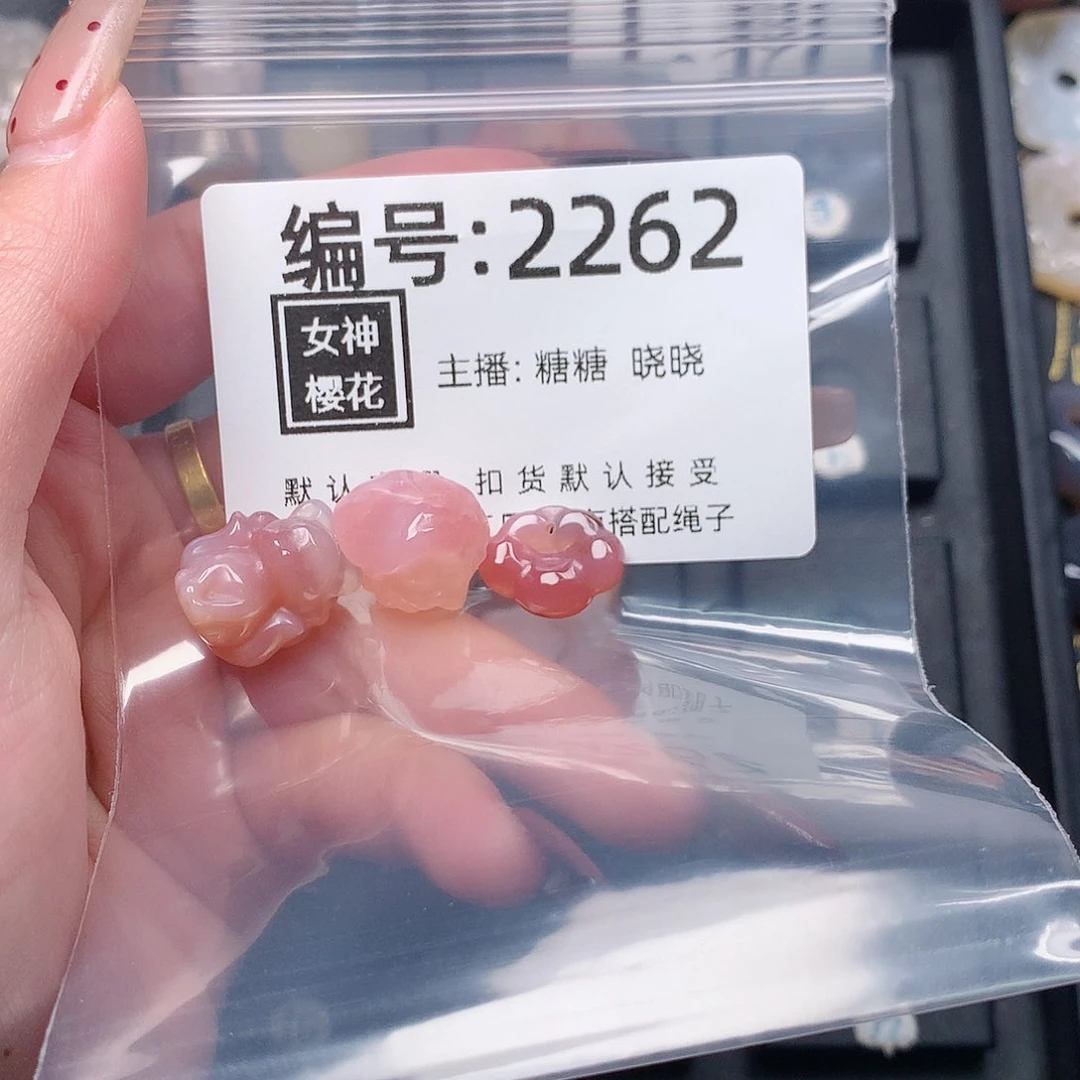 编号:2262
女神
樱花
主播: 糖糖 晓晓
默认 扣货默认接受
搭配绳子